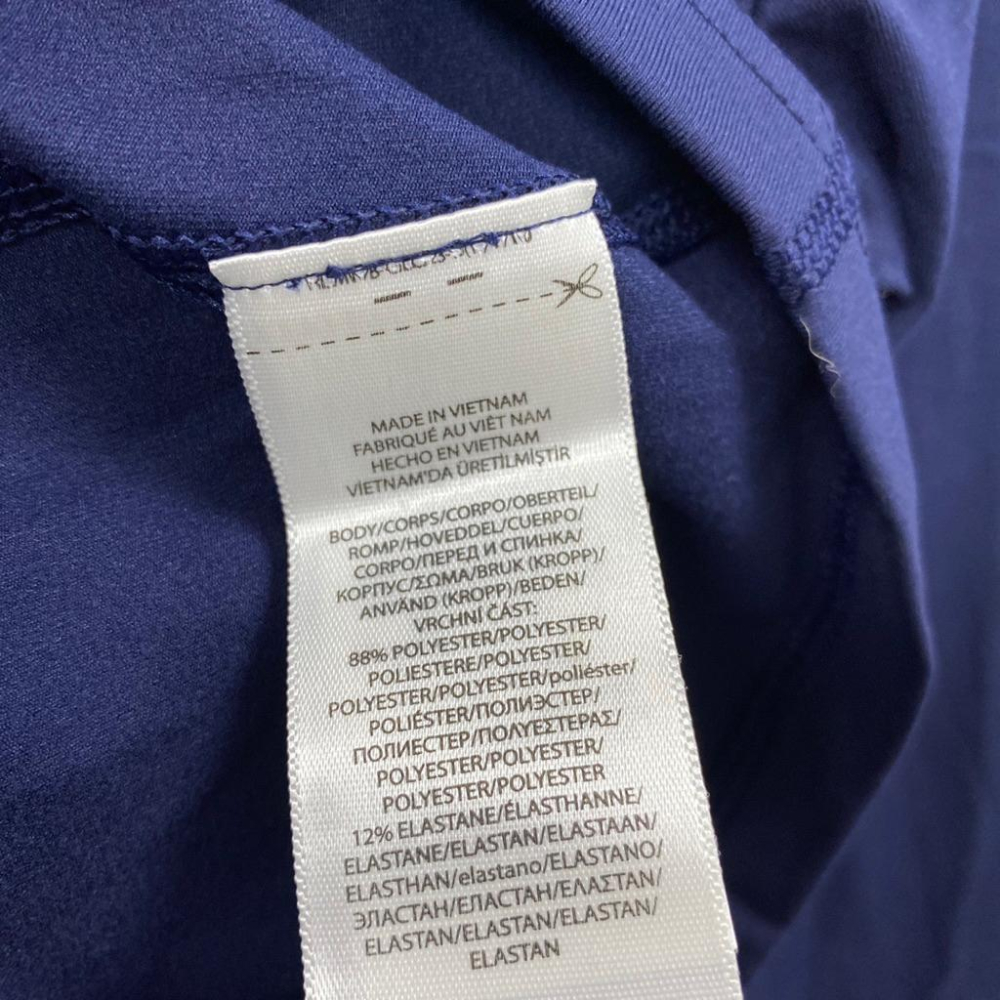 MADE IN VIETNAM
FABRIQUÉ AU VIÊT NAM
HECHO EN VIETNAM
VİETNAM'DA ÜRETİLMİŞTİR
BODY/CORPS/CORPO/OBERTEIL/
ROMP/HOVEDDEL/CUERPO/
CORPO/ПЕРЕД И СПИНКА/
КОРПУС/ΣΩΜΑ/BRUK (KROPP)/
ANVÄND (KROPP)/BEDEN/
VRCHNÍ ČÁST:
88% POLYESTER/POLYESTER/
POLIESTERE/POLYESTER/
POLYESTER/POLYESTER/poliéster/
POLIÉSTER/ПОЛИЭСТЕР/
ПОЛИЕСТЕР/ΠΟΛΥΕΣΤΕΡΑΣ/
POLYESTER/POLYESTER/
POLYESTER/POLYESTER
12% ELASTANE/ÉLASTHANNE/
ELASTANE/ELASTAN/ELASTAAN/
ELASTHAN/elastano/ELASTANO/
ЭЛАСТАН/ЕЛАСТАН/ΕΛΑΣΤΑΝ/
ELASTAN/ELASTAN/ELASTAN/
ELASTAN